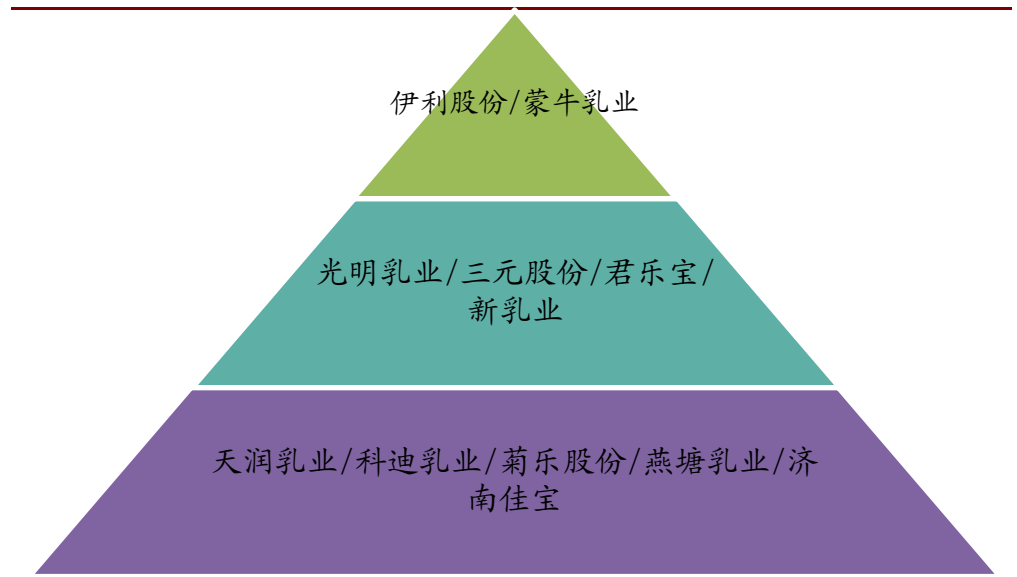 伊利股份/蒙牛乳业
光明乳业/三元股份/君乐宝/
新乳业
天润乳业/科迪乳业/菊乐股份/燕塘乳业/济
南佳宝